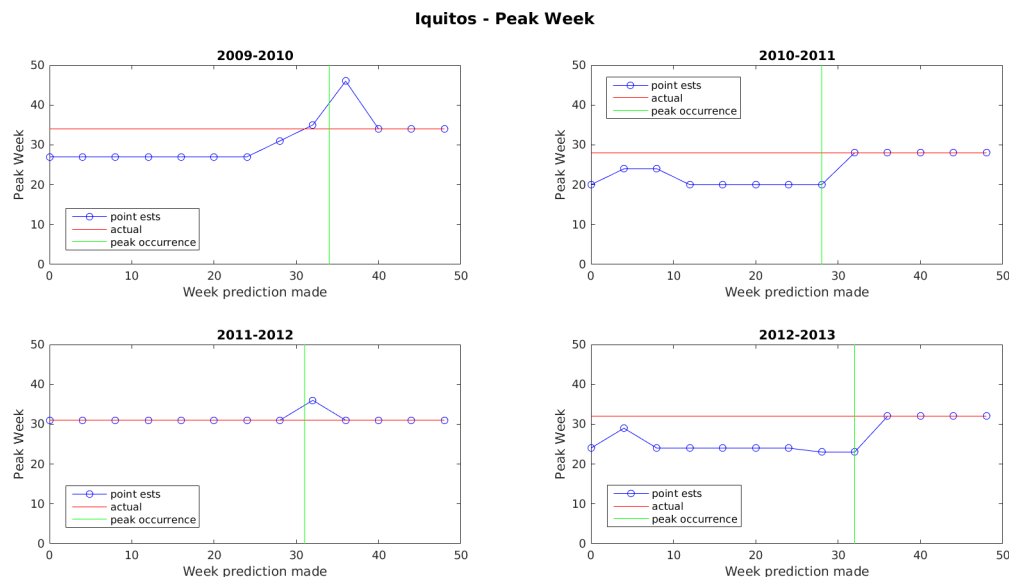 Iquitos - Peak Week
2009-2010
50
40
30
20
10
0
Peak Week
point ests
actual
peak occurrence
0 10 20 30 40 50
Week prediction made
2010-2011
50
40
30
20
10
0
Peak Week
point ests
actual
peak occurrence
0 10 20 30 40 50
Week prediction made
2011-2012
50
40
30
20
10
0
Peak Week
point ests
actual
peak occurrence
0 10 20 30 40 50
Week prediction made
2012-2013
50
40
30
20
10
0
Peak Week
point ests
actual
peak occurrence
0 10 20 30 40 50
Week prediction made